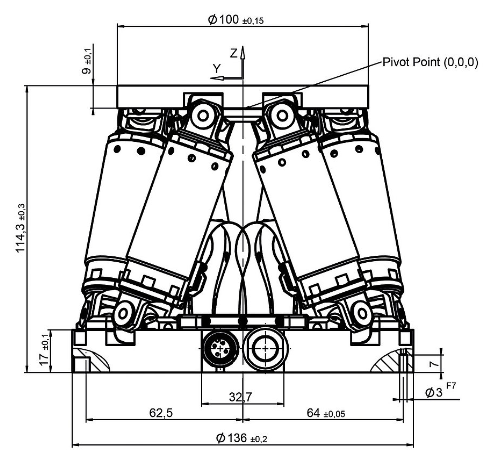 Ø100 ±0,15
Z
Y
Pivot Point (0,0,0)
9 ±0,1
114,3 ±0,3
17 ±0,1
7
Ø3 F7
32,7
62,5
64 ±0,05
Ø136 ±0,2